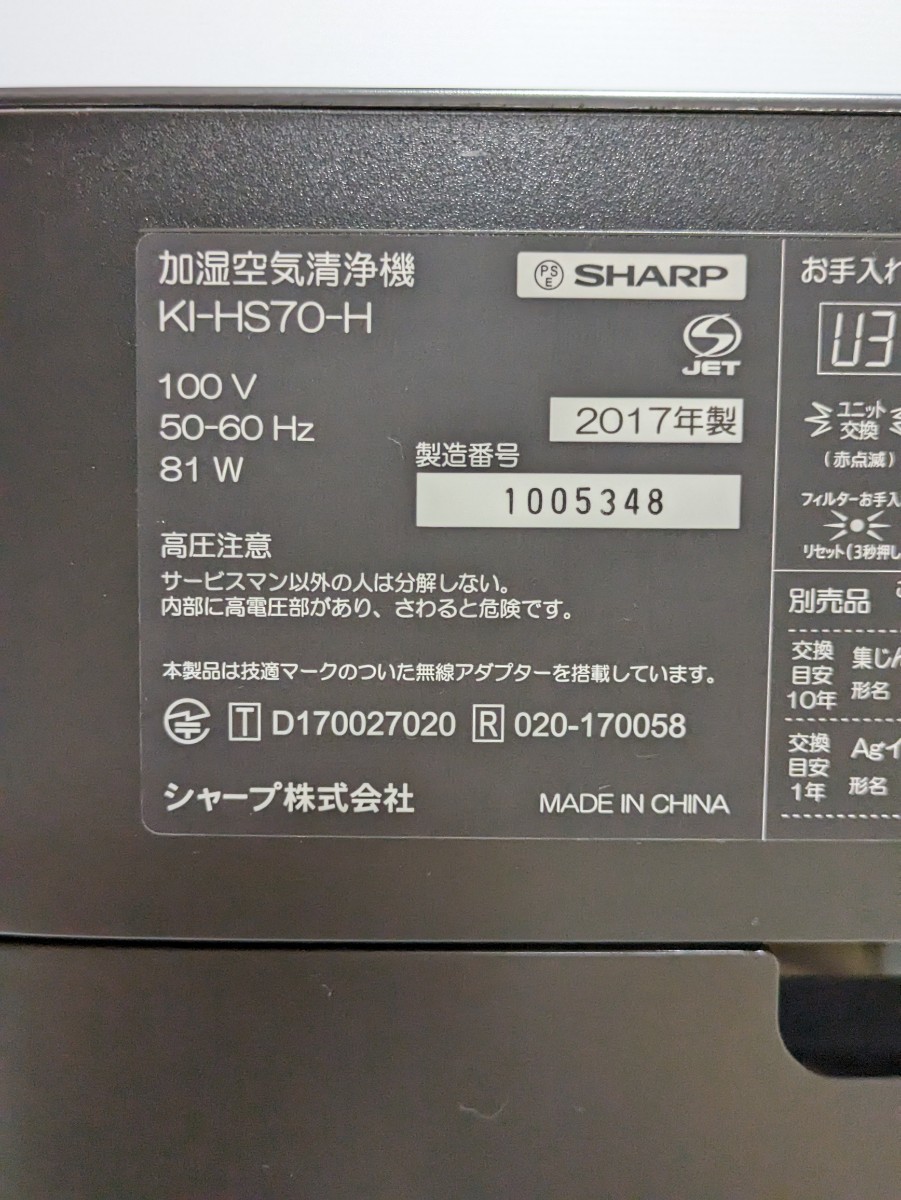 加湿空気清浄機
KI-HS70-H
PS
E
SHARP
JET
100 V
50-60 Hz
81 W
2017年製
製造番号
1005348
高圧注意
サービスマン以外の人は分解しない。
内部に高電圧部があり、さわると危険です。
本製品は技適マークのついた無線アダプターを搭載しています。
T D170027020 R 020-170058
シャープ株式会社
MADE IN CHINA
お手入れ
U3
ユニット
交換
(赤点滅)
フィルターお手入
リセット(3秒押し
別売品
交換
目安
10年
集じん
形名
交換
目安
1年
Agイ
形名